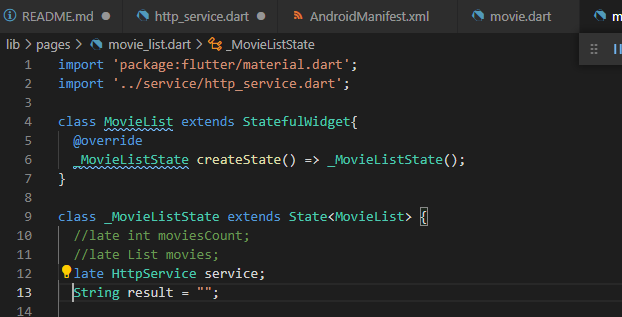 README.md http_service.dart AndroidManifest.xml movie.dart
lib > pages > movie_list.dart > _MovieListState
1 import 'package:flutter/material.dart';
2 import '../service/http_service.dart';
3
4 class MovieList extends StatefulWidget{
5 @override
6 _MovieListState createState() => _MovieListState();
7 }
8
9 class _MovieListState extends State<MovieList> {
10 //late int moviesCount;
11 //late List movies;
12 late HttpService service;
13 String result = "";
14